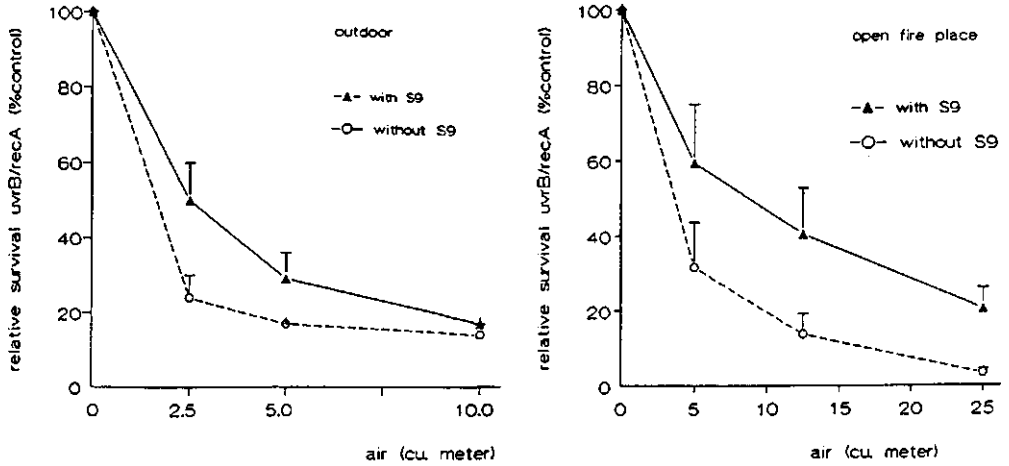 relative survival uvrB/recA (%control)
100
80
60
40
20
0
outdoor
with S9
without S9
0
2.5
5.0
10.0
air (cu. meter)
relative survival uvrB/recA (%control)
100
80
60
40
20
0
open fire place
with S9
without S9
0
5
10
15
20
25
air (cu. meter)